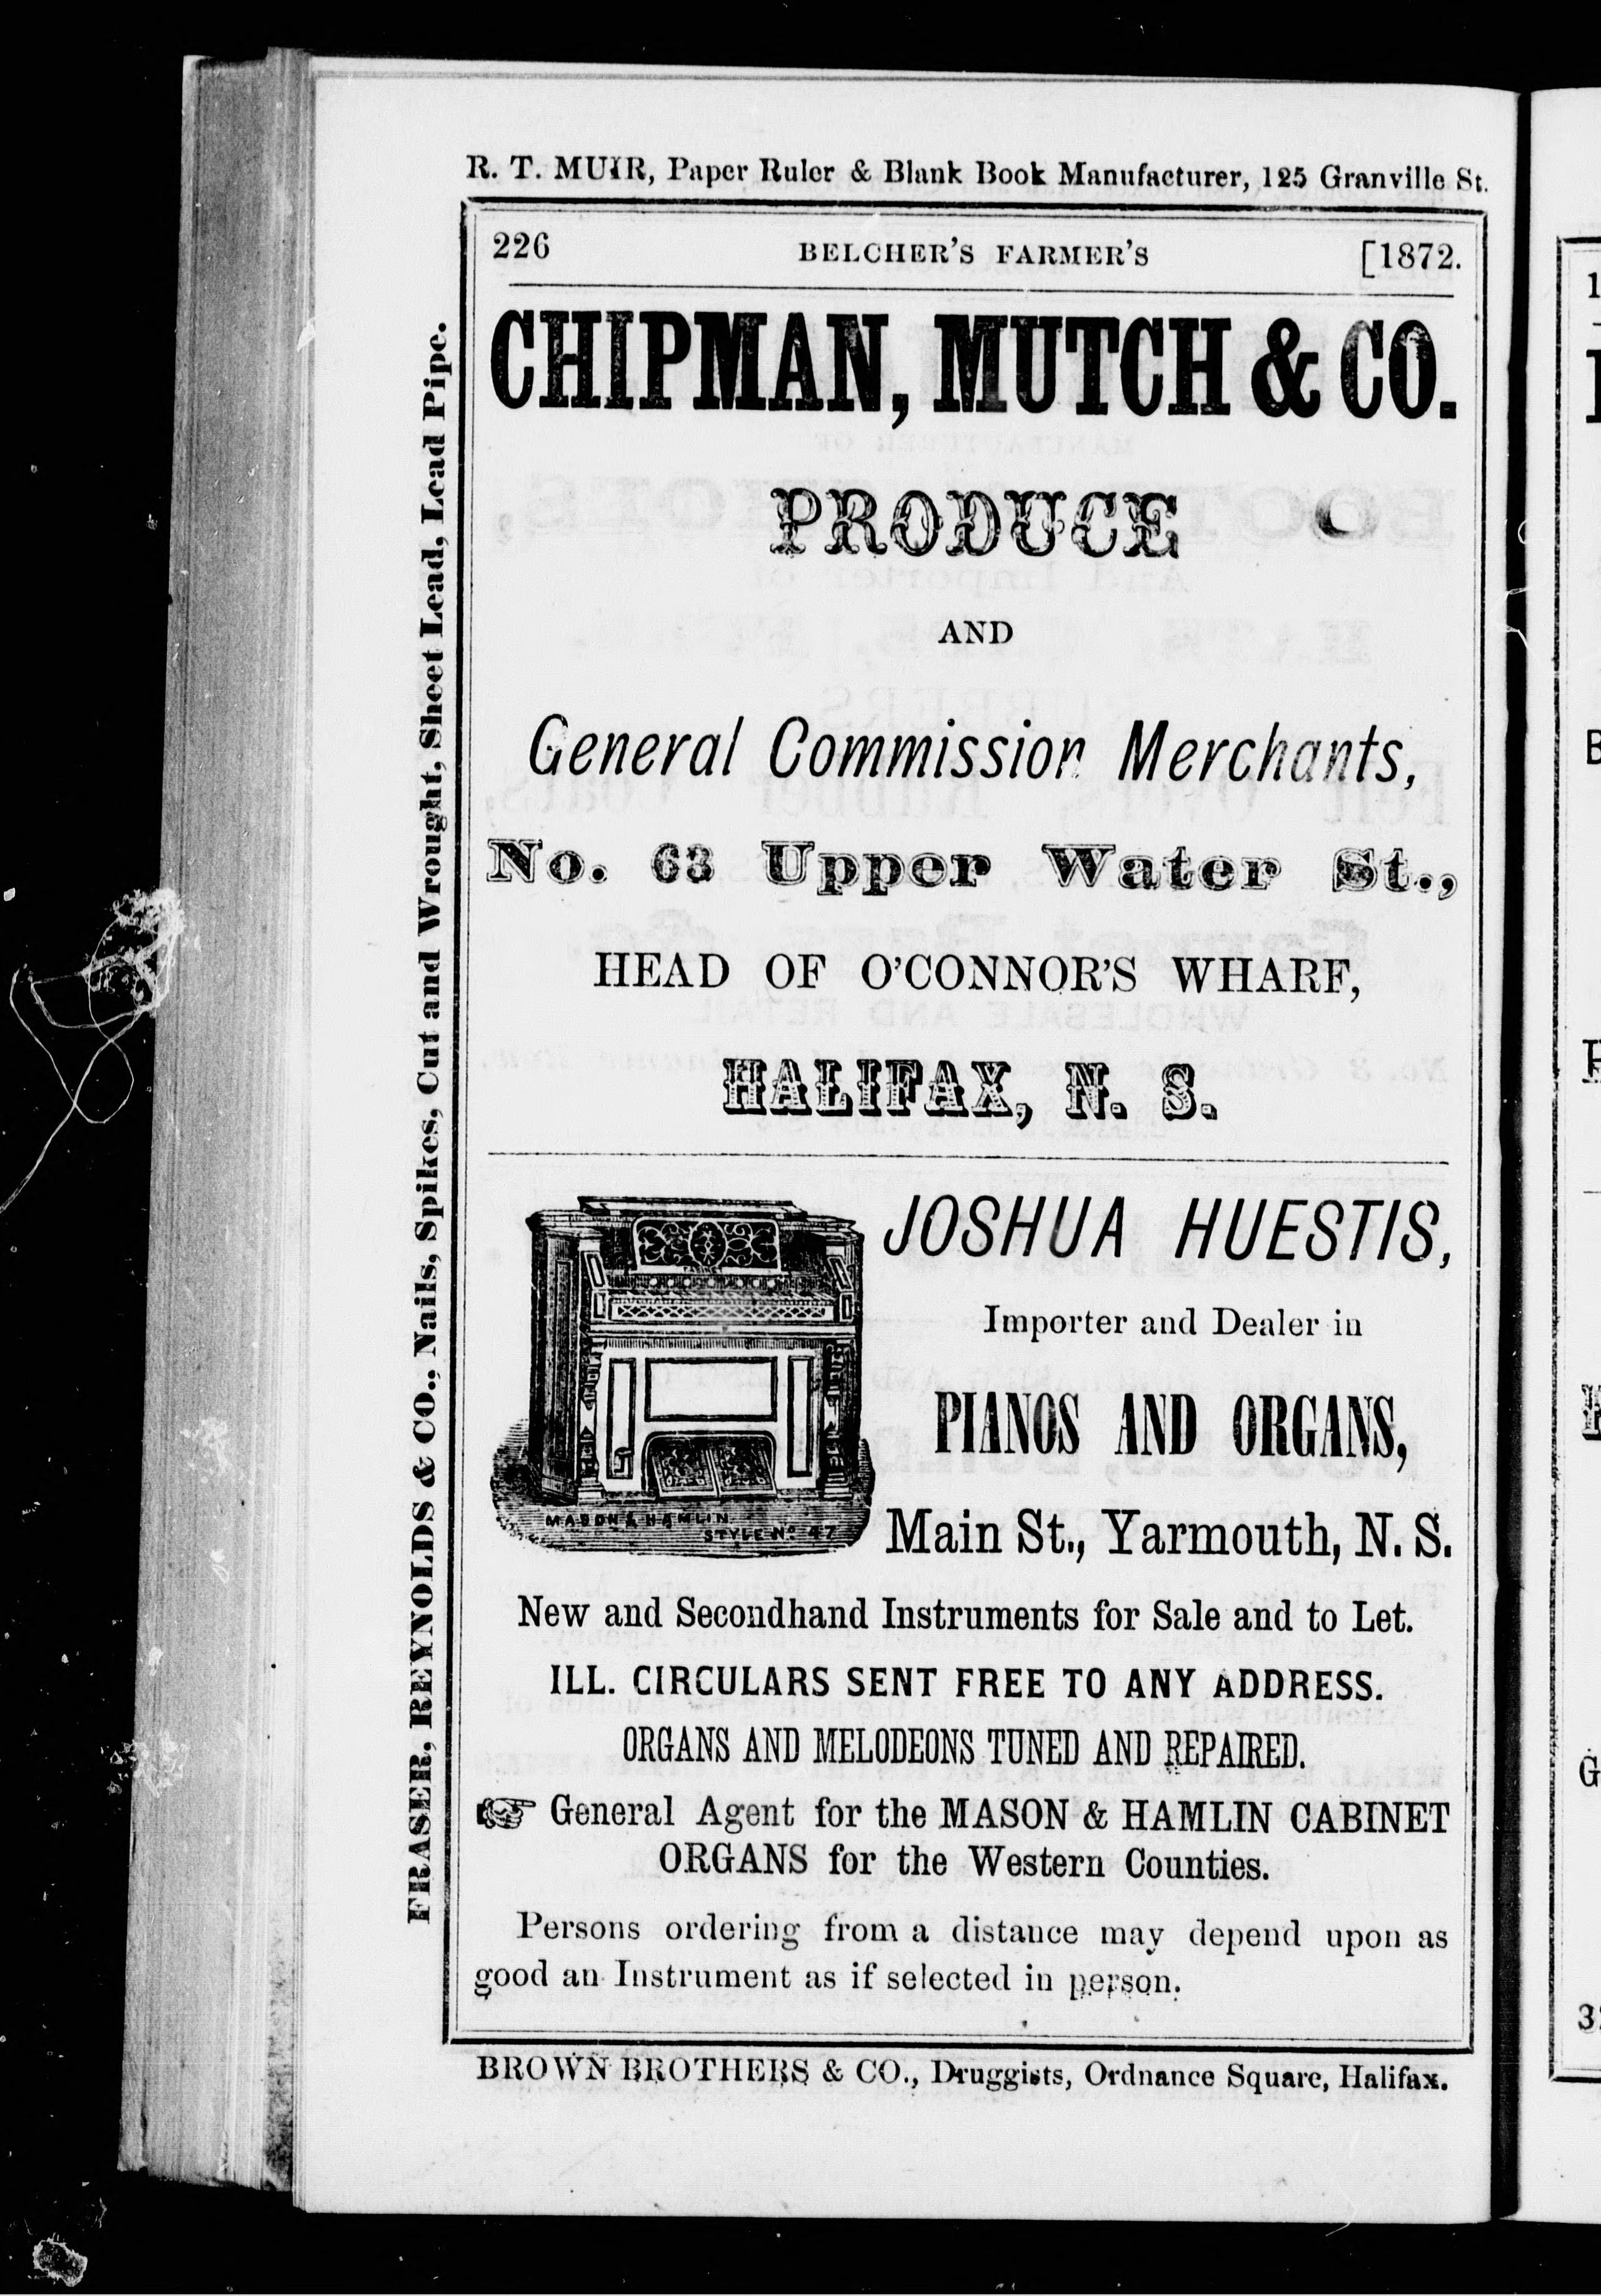 R. T. MUIR, Paper Ruler & Blank Book Manufacturer, 125 Granville St.
226 BELCHER'S FARMER'S [1872.
CHIPMAN, MUTCH & CO.
PRODUCE
AND
General Commission Merchants,
No. 63 Upper Water St.,
HEAD OF O'CONNOR'S WHARF,
HALIFAX, N. S.
JOSHUA HUESTIS,
Importer and Dealer in
PIANOS AND ORGANS,
Main St., Yarmouth, N. S.
MASON & HAMLIN
STYLE No 47
New and Secondhand Instruments for Sale and to Let.
ILL. CIRCULARS SENT FREE TO ANY ADDRESS.
ORGANS AND MELODEONS TUNED AND REPAIRED.
☞ General Agent for the MASON & HAMLIN CABINET
ORGANS for the Western Counties.
Persons ordering from a distance may depend upon as
good an Instrument as if selected in person.
BROWN BROTHERS & CO., Druggists, Ordnance Square, Halifax.
FRASER, REYNOLDS & CO., Nails, Spikes, Cut and Wrought, Sheet Lead, Lead Pipe.